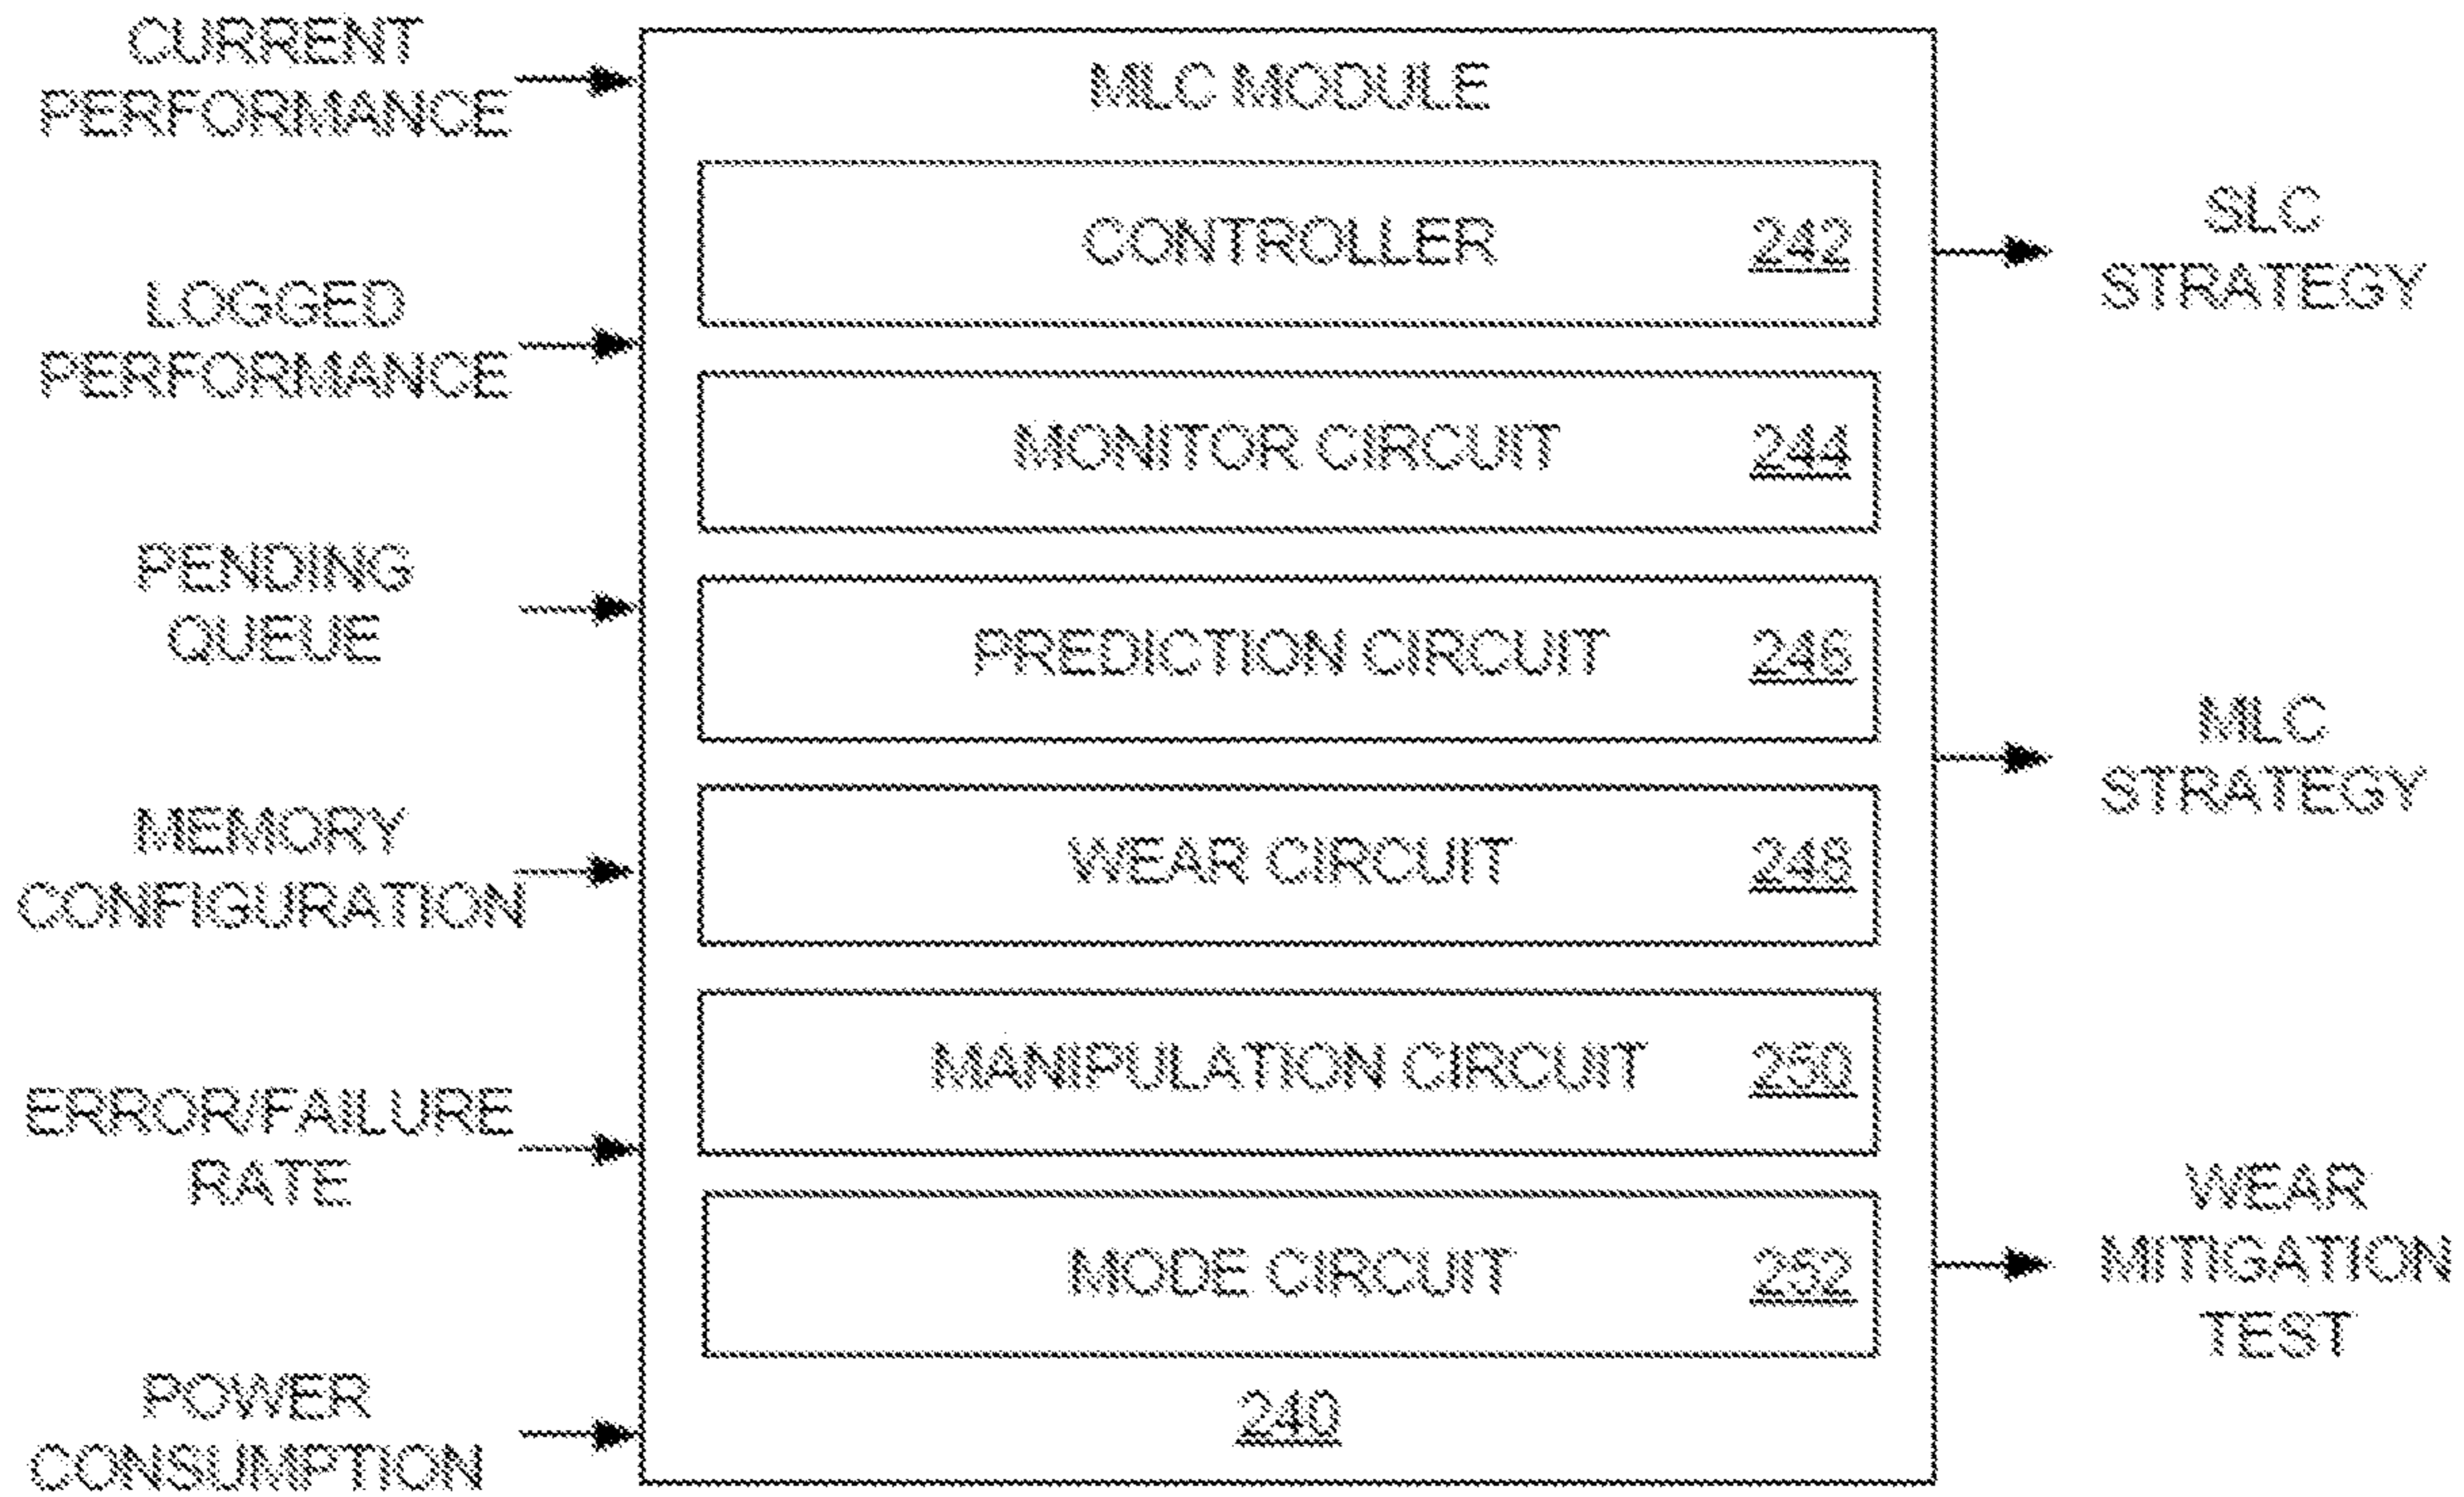 CURRENT
PERFORMANCE
LOGGED
PERFORMANCE
PENDING
QUEUE
MEMORY
CONFIGURATION
ERROR/FAILURE
RATE
POWER
CONSUMPTION
MLC MODULE
CONTROLLER 242
MONITOR CIRCUIT 244
PREDICTION CIRCUIT 246
WEAR CIRCUIT 248
MANIPULATION CIRCUIT 250
MODE CIRCUIT 252
240
SLC
STRATEGY
MLC
STRATEGY
WEAR
MITIGATION
TEST